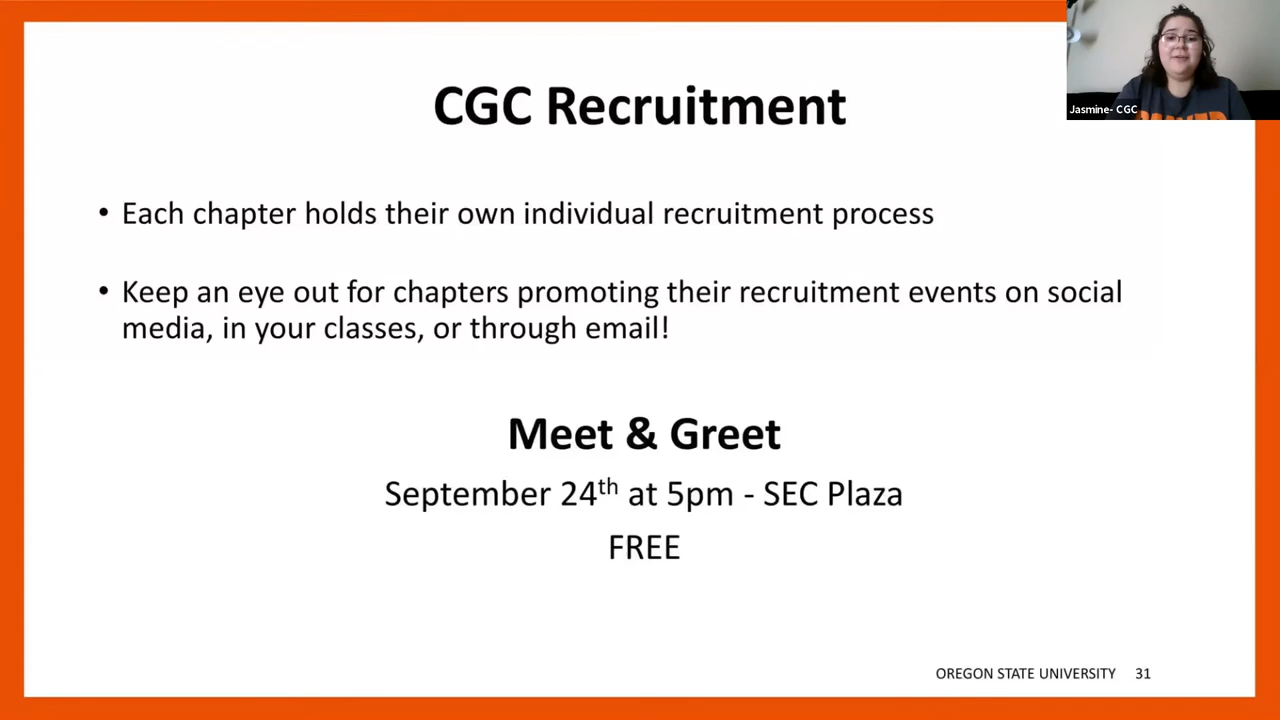 CGC Recruitment
Jasmine- CGC
• Each chapter holds their own individual recruitment process
• Keep an eye out for chapters promoting their recruitment events on social
media, in your classes, or through email!
Meet & Greet
September 24th at 5pm - SEC Plaza
FREE
OREGON STATE UNIVERSITY 31